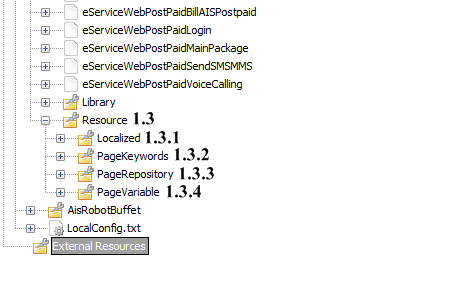 eServiceWebPostPaidBillAISPostpaid
eServiceWebPostPaidLogin
eServiceWebPostPaidMainPackage
eServiceWebPostPaidSendSMSMMS
eServiceWebPostPaidVoiceCalling
Library
Resource 1.3
Localized 1.3.1
PageKeywords 1.3.2
PageRepository 1.3.3
PageVariable 1.3.4
AisRobotBuffet
LocalConfig.txt
External Resources